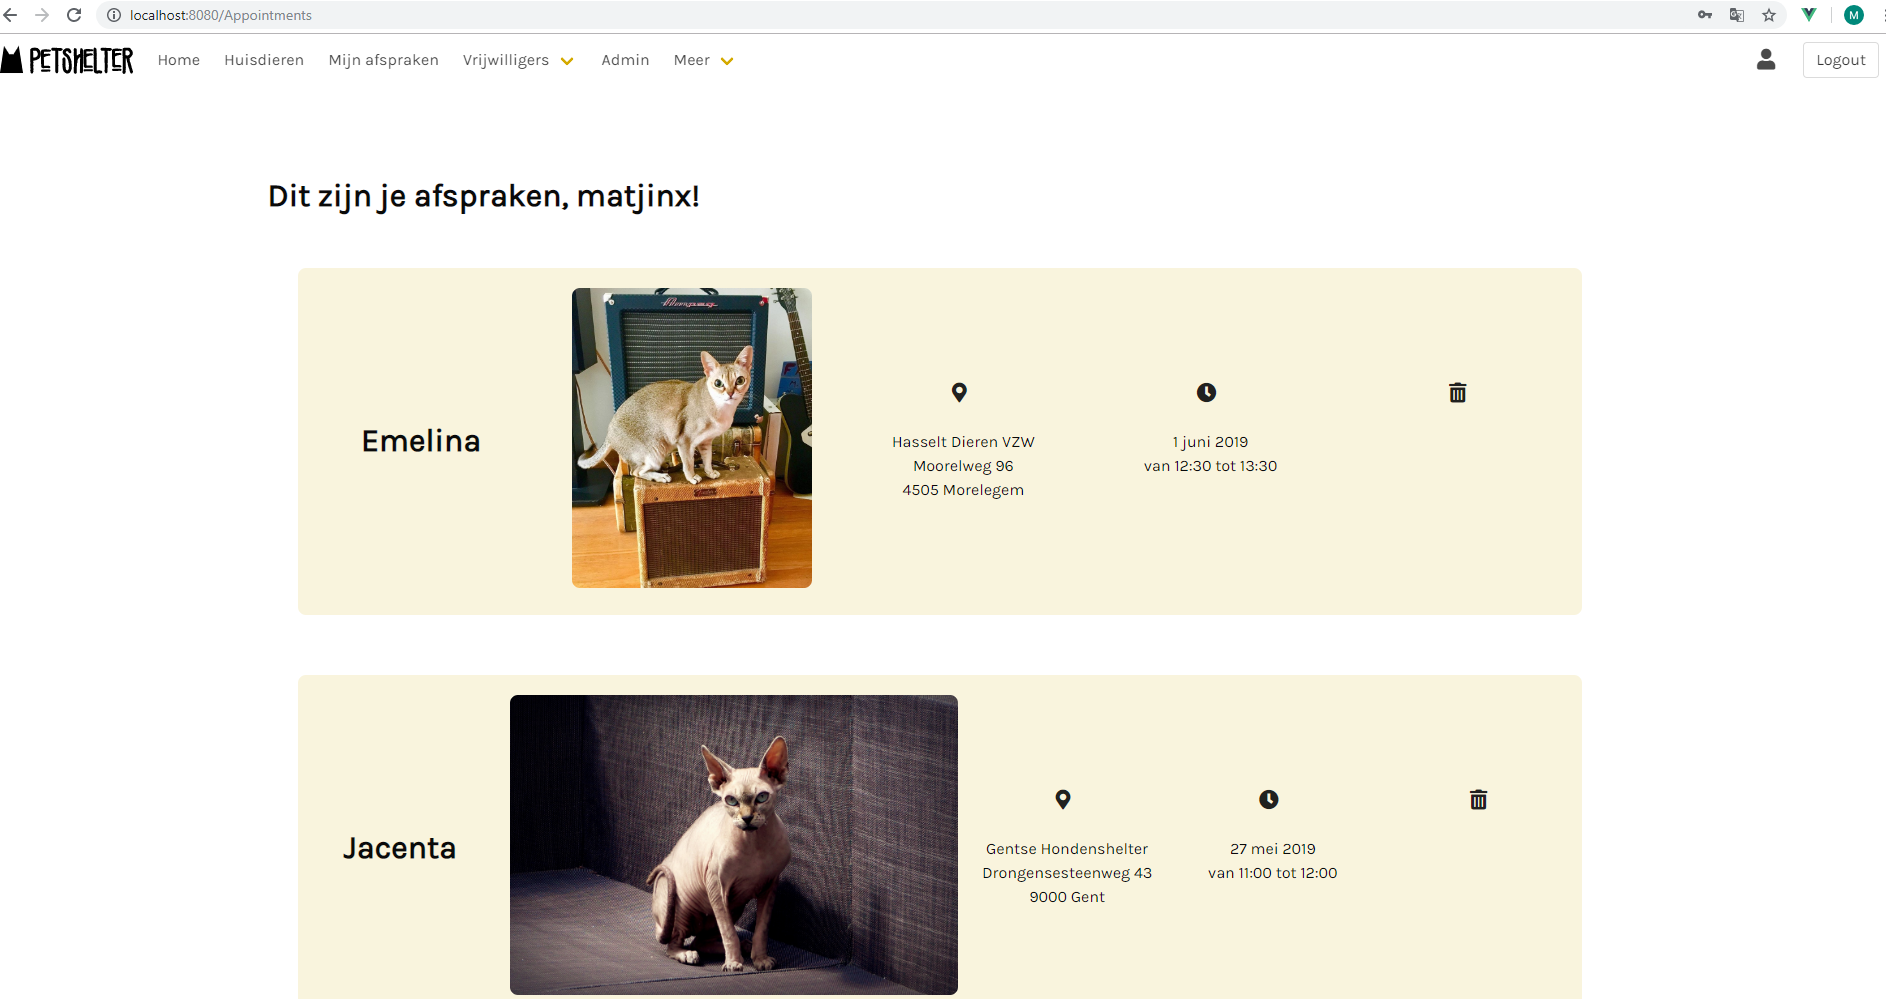 localhost:8080/Appointments
M
PETSHELTER
Home
Huisdieren
Mijn afspraken
Vrijwilligers
Admin
Meer
Logout
Dit zijn je afspraken, matjinx!
Emelina
Hasselt Dieren VZW
Moorelweg 96
4505 Morelegem
1 juni 2019
van 12:30 tot 13:30
Jacenta
Gentse Hondenshelter
Drongensesteenweg 43
9000 Gent
27 mei 2019
van 11:00 tot 12:00